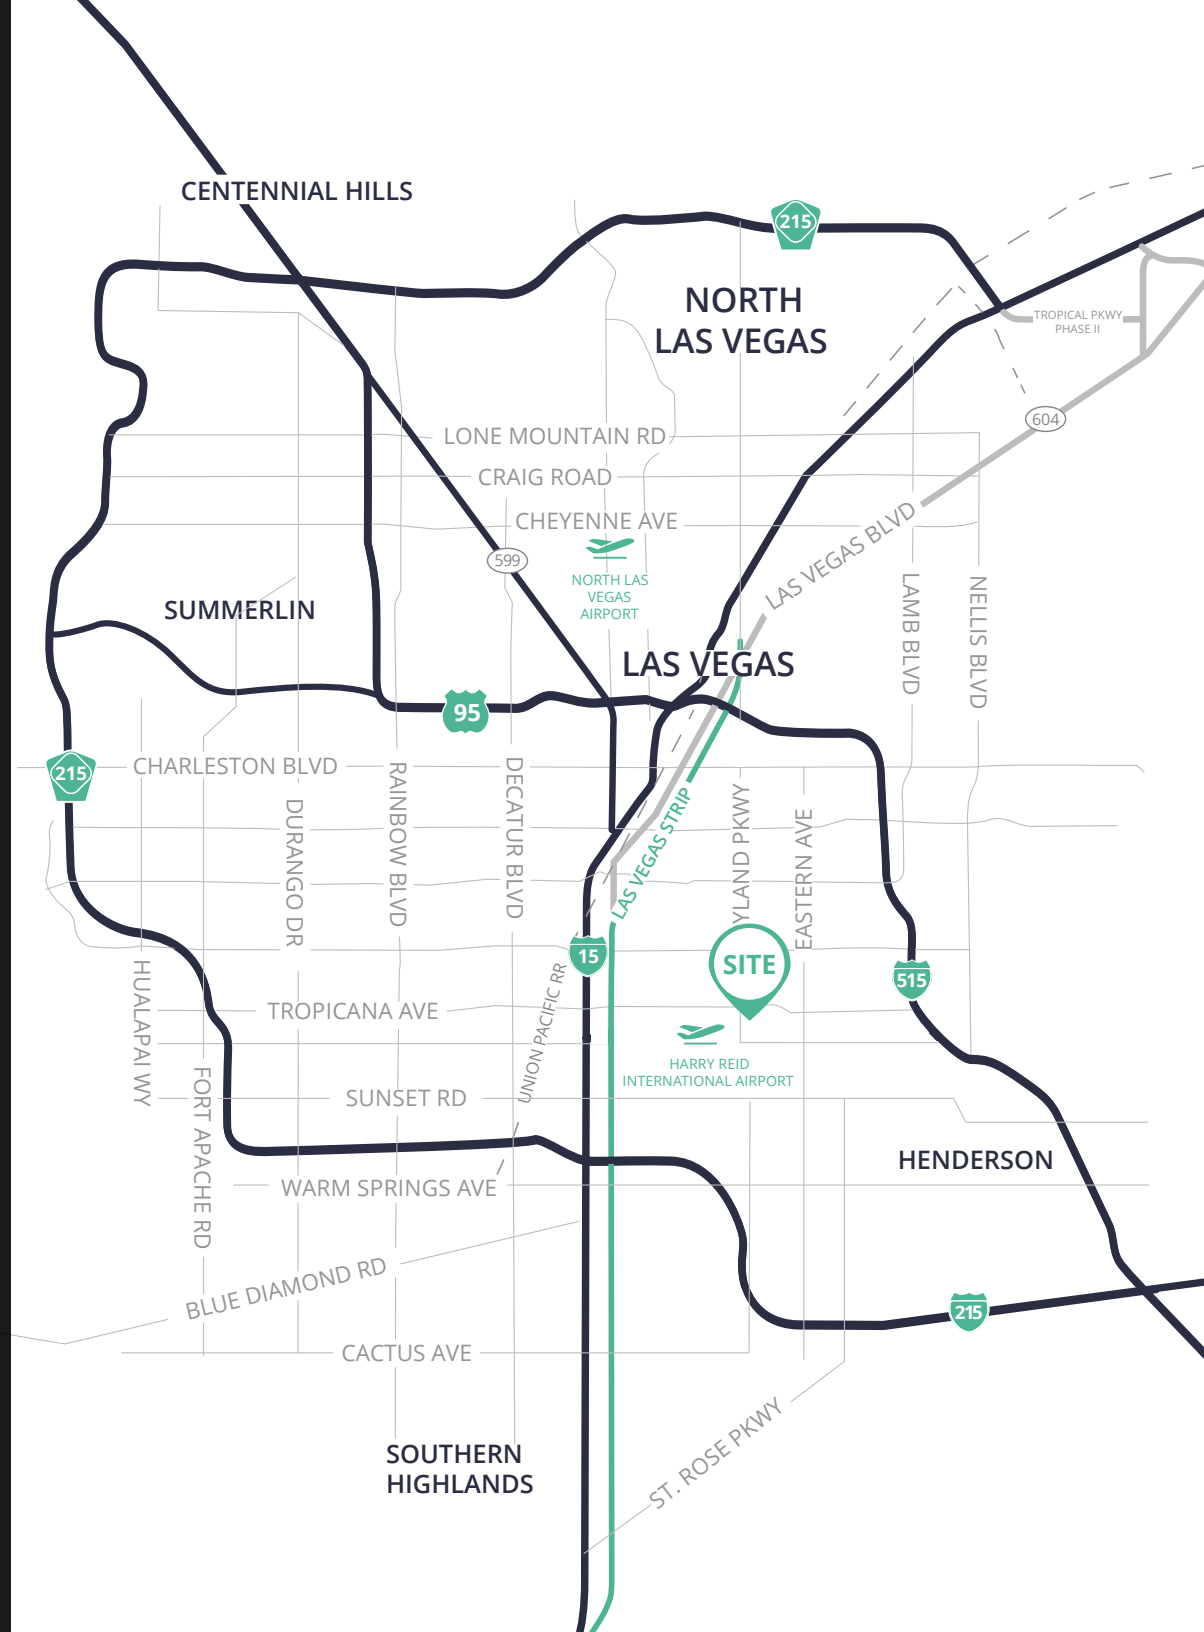 CENTENNIAL HILLS
215
NORTH
LAS VEGAS
TROPICAL PKWY
PHASE II
604
LONE MOUNTAIN RD
CRAIG ROAD
CHEYENNE AVE
LAS VEGAS BLVD
599
NORTH LAS
VEGAS
AIRPORT
LAMB BLVD
NELLIS BLVD
SUMMERLIN
LAS VEGAS
95
215
CHARLESTON BLVD
DURANGO DR
RAINBOW BLVD
DECATUR BLVD
LAS VEGAS STRIP
YLAND PKWY
EASTERN AVE
15
SITE
515
HUALAPAI WY
TROPICANA AVE
UNION PACIFIC RR
HARRY REID
INTERNATIONAL AIRPORT
FORT APACHE RD
SUNSET RD
HENDERSON
WARM SPRINGS AVE
BLUE DIAMOND RD
215
CACTUS AVE
ST. ROSE PKWY
SOUTHERN
HIGHLANDS